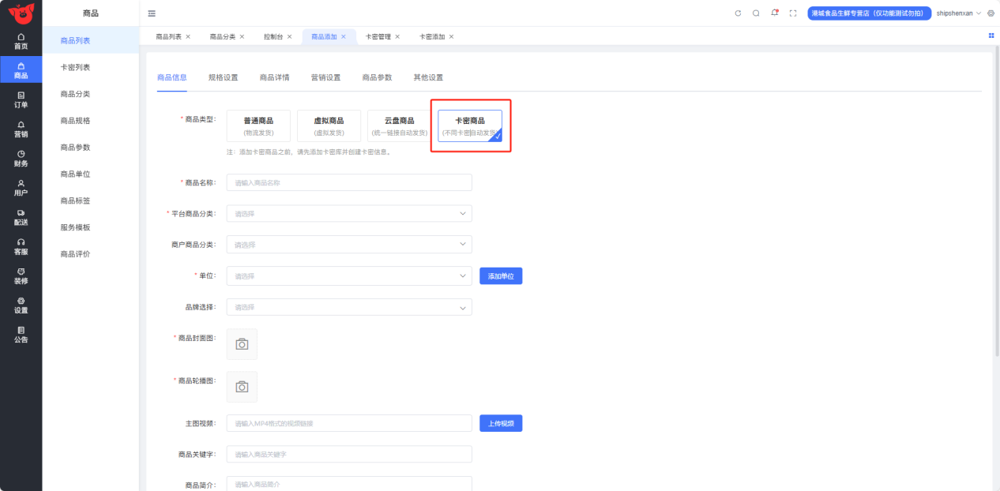 商品
港城食品生鲜专营店（仅功能测试勿拍）
shipshenxan
首页
商品
订单
营销
财务
用户
配送
客服
装修
设置
公告
商品列表
卡密列表
商品分类
商品规格
商品参数
商品单位
商品标签
服务模板
商品评价
商品列表 ×
商品分类 ×
控制台 ×
商品添加 ×
卡密管理 ×
卡密添加 ×
商品信息
规格设置
商品详情
营销设置
商品参数
其他设置
* 商品类型:
普通商品
(物流发货)
虚拟商品
(虚拟发货)
云盘商品
(统一链接自动发货)
卡密商品
(不同卡密自动发货)
注：添加卡密商品之前，请先添加卡密库并创建卡密信息。
* 商品名称:
请输入商品名称
* 平台商品分类:
请选择
商户商品分类:
请选择
* 单位:
请选择
添加单位
品牌选择:
请选择
* 商品封面图:
* 商品轮播图:
主图视频:
请输入MP4格式的视频链接
上传视频
商品关键字:
请输入商品关键字
商品简介:
请输入商品简介